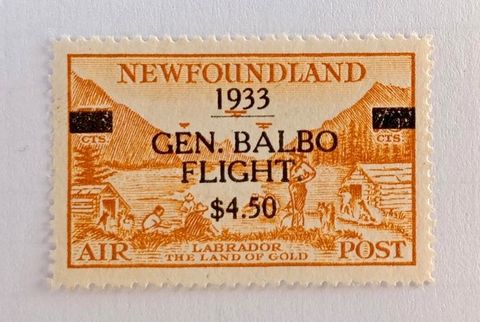 NEWFOUNDLAND
1933
CTS. CTS.
GEN. BALBO
FLIGHT.
$4.50
AIR POST
LABRADOR
THE LAND OF GOLD